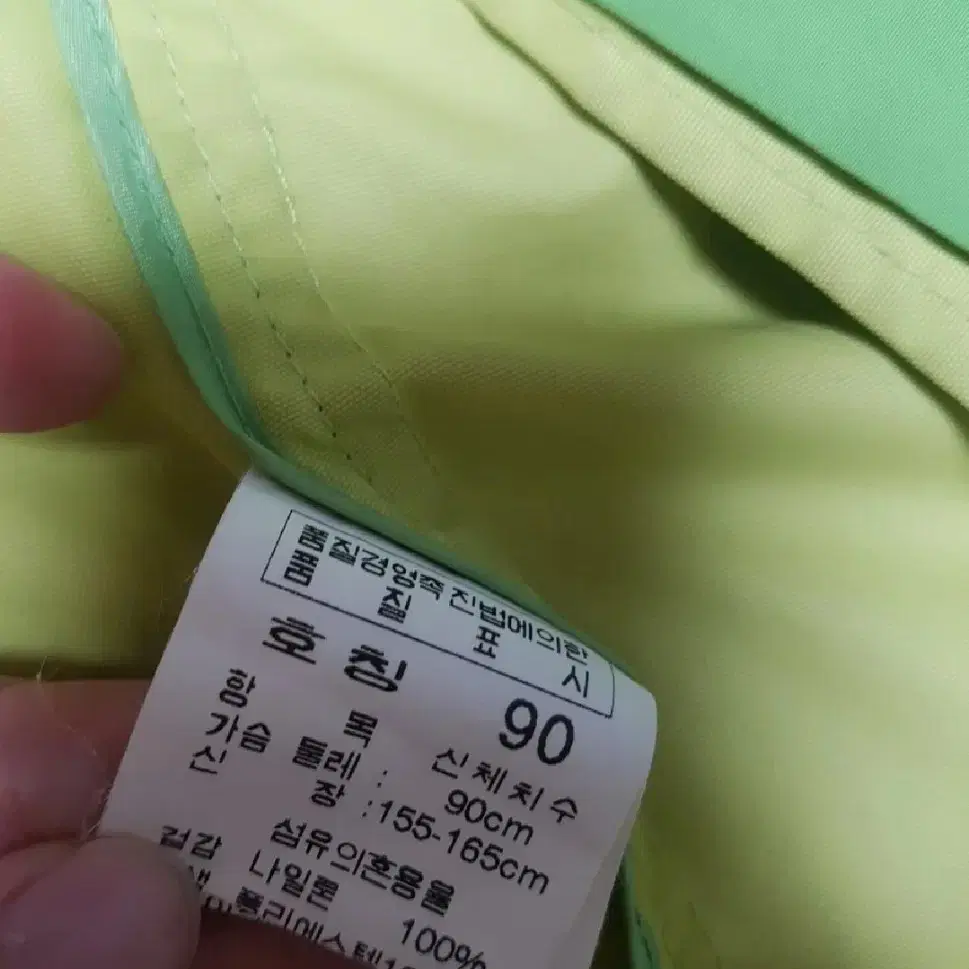 품질경영촉진법에의한
품 질 표 시
호 칭 90
항 목 신체치수
가슴 둘레 : 90cm
신 장 : 155-165cm
섬유의혼용율
겉감 나일론 100%